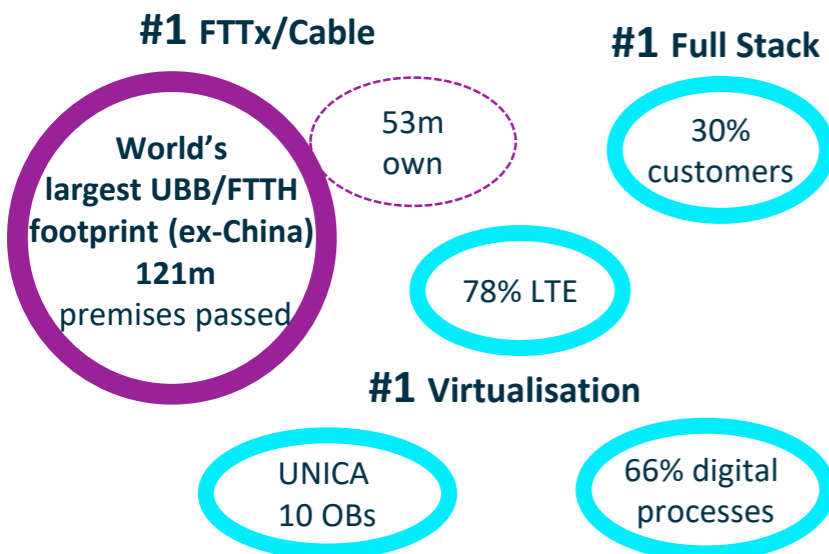 #1 FTTx/Cable
#1 Full Stack
World's
largest UBB/FTTH
footprint (ex-China)
121m
premises passed
53m
own
30%
customers
78% LTE
#1 Virtualisation
UNICA
10 OBs
66% digital
processes